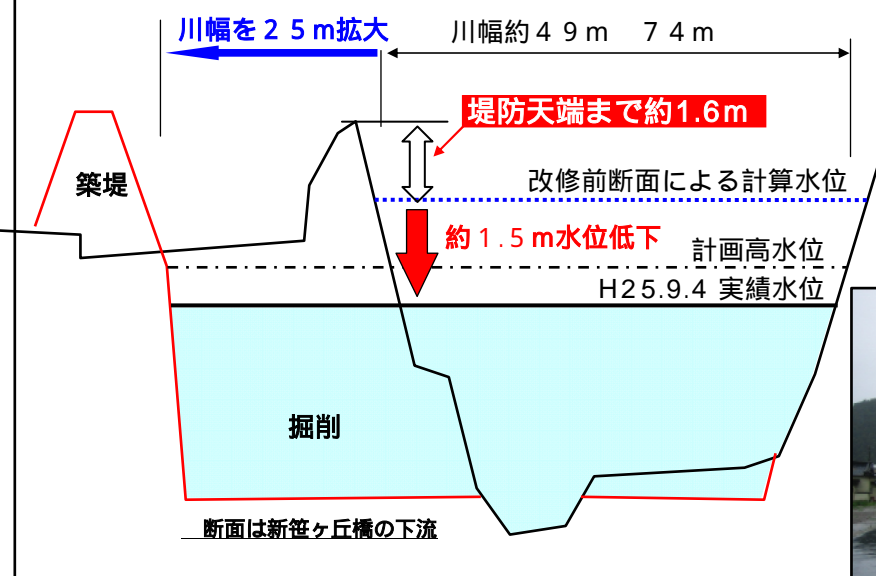 川幅を２５m拡大
川幅約４９m　７４m
堤防天端まで約1.6m
築堤
改修前断面による計算水位
約１.５m水位低下
計画高水位
H25.9.4 実績水位
掘削
断面は新笹ヶ丘橋の下流